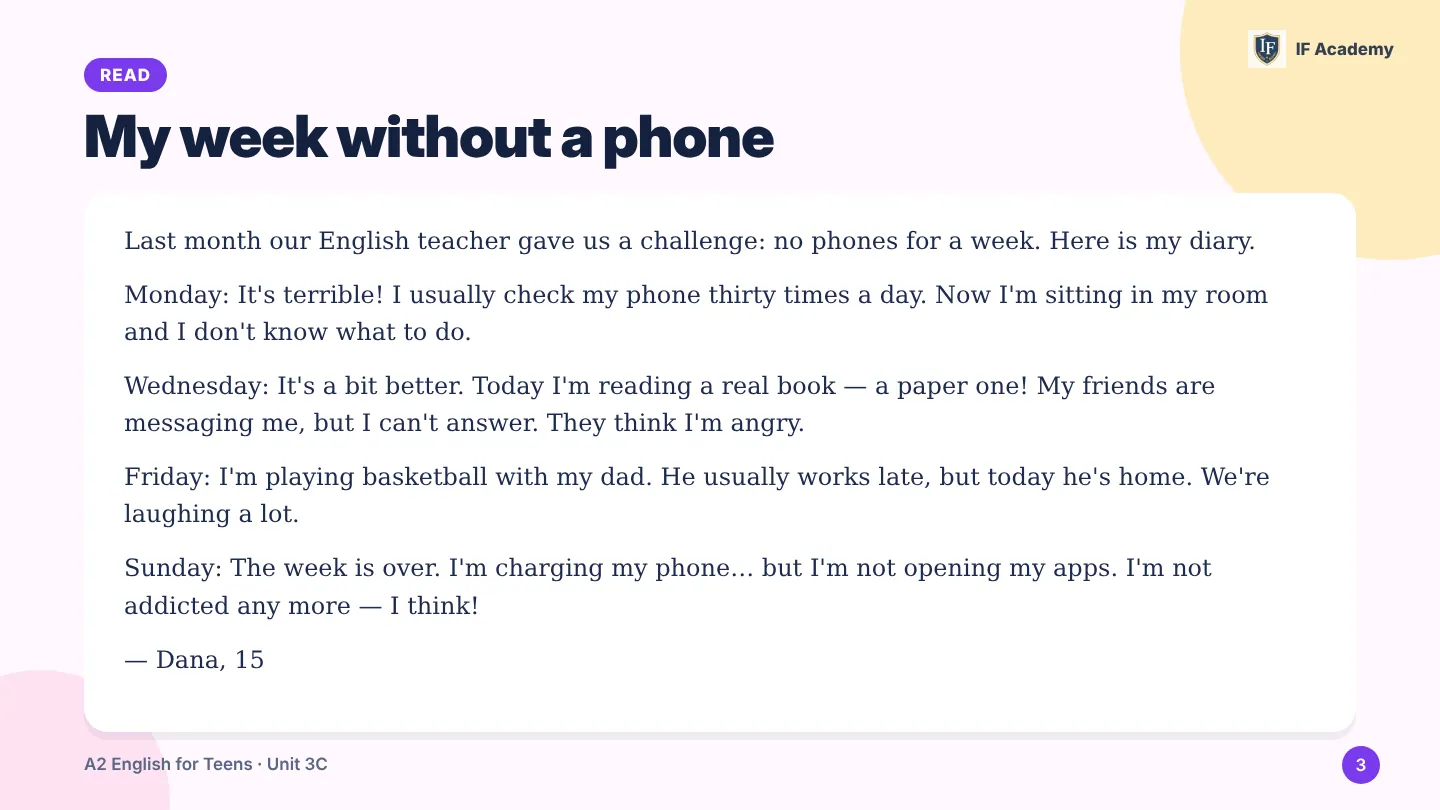 IF Academy
READ
My week without a phone
Last month our English teacher gave us a challenge: no phones for a week. Here is my diary.
Monday: It's terrible! I usually check my phone thirty times a day. Now I'm sitting in my room
and I don't know what to do.
Wednesday: It's a bit better. Today I'm reading a real book — a paper one! My friends are
messaging me, but I can't answer. They think I'm angry.
Friday: I'm playing basketball with my dad. He usually works late, but today he's home. We're
laughing a lot.
Sunday: The week is over. I'm charging my phone… but I'm not opening my apps. I'm not
addicted any more — I think!
— Dana, 15
A2 English for Teens · Unit 3C
3